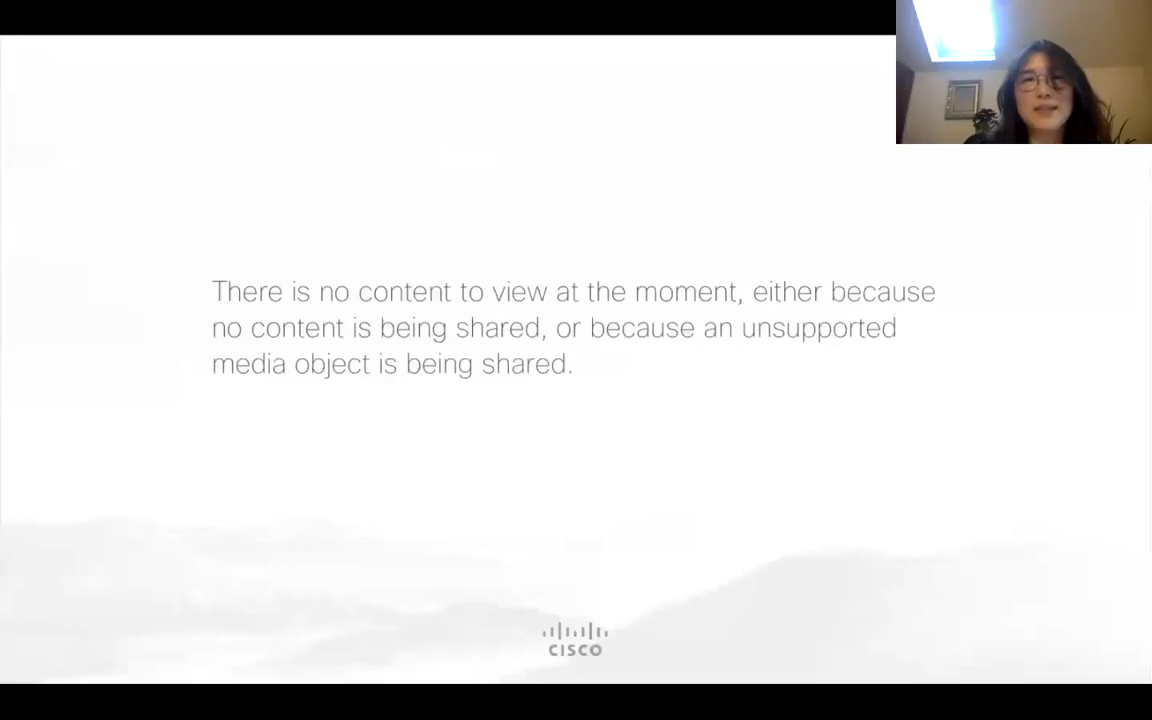 There is no content to view at the moment, either because
no content is being shared, or because an unsupported
media object is being shared.
CISCO